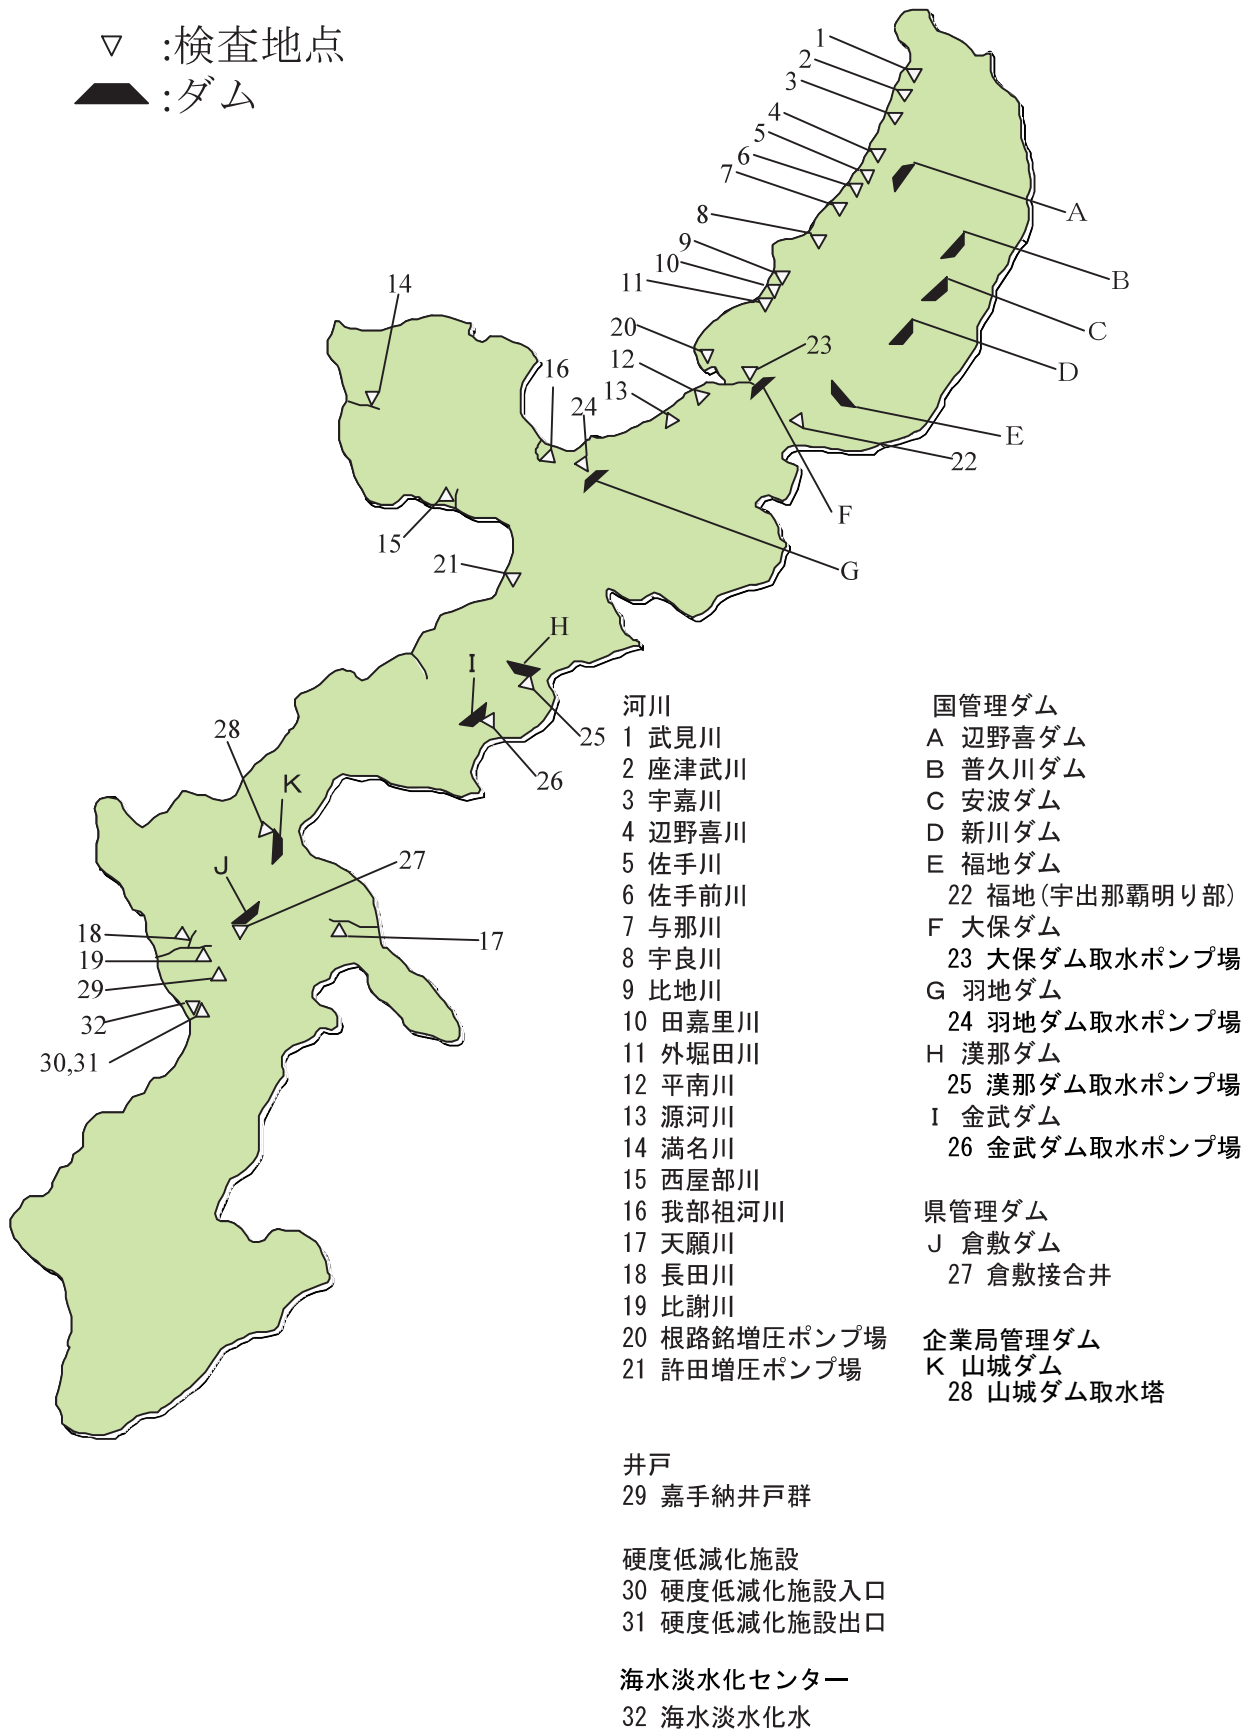 ▽ :検査地点
:ダム
1
2
3
4
5
6
7
8
9
10
11
20
12
13
23
22
14
16
24
15
21
A
B
C
D
E
F
G
H
I
25
26
28
K
J
27
17
18
19
29
32
30,31
河川
1 武見川
2 座津武川
3 宇嘉川
4 辺野喜川
5 佐手川
6 佐手前川
7 与那川
8 宇良川
9 比地川
10 田嘉里川
11 外堀田川
12 平南川
13 源河川
14 満名川
15 西屋部川
16 我部祖河川
17 天願川
18 長田川
19 比謝川
20 根路銘増圧ポンプ場
21 許田増圧ポンプ場
井戸
29 嘉手納井戸群
硬度低減化施設
30 硬度低減化施設入口
31 硬度低減化施設出口
海水淡水化センター
32 海水淡水化水
国管理ダム
A 辺野喜ダム
B 普久川ダム
C 安波ダム
D 新川ダム
E 福地ダム
22 福地(宇出那覇明り部)
F 大保ダム
23 大保ダム取水ポンプ場
G 羽地ダム
24 羽地ダム取水ポンプ場
H 漢那ダム
25 漢那ダム取水ポンプ場
I 金武ダム
26 金武ダム取水ポンプ場
県管理ダム
J 倉敷ダム
27 倉敷接合井
企業局管理ダム
K 山城ダム
28 山城ダム取水塔